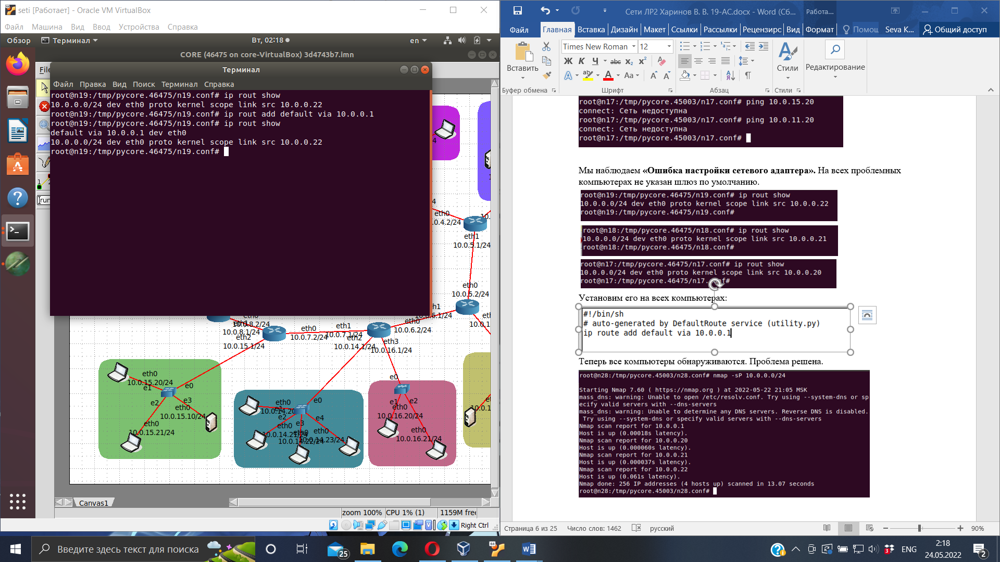 seti [Работает] - Oracle VM VirtualBox
Файл Машина Вид Ввод Устройства Справка
Обзор Терминал Вт, 02:18 en
CORE (46475 on core-VirtualBox) 3d4743b7.imn
File
Терминал
Файл Правка Вид Поиск Терминал Справка
root@n19:/tmp/pycore.46475/n19.conf# ip rout show
10.0.0.0/24 dev eth0 proto kernel scope link src 10.0.0.22
root@n19:/tmp/pycore.46475/n19.conf# ip rout add default via 10.0.0.1
root@n19:/tmp/pycore.46475/n19.conf# ip rout show
default via 10.0.0.1 dev eth0
10.0.0.0/24 dev eth0 proto kernel scope link src 10.0.0.22
root@n19:/tmp/pycore.46475/n19.conf#
eth0
.0.4.2/24
eth1
10.0.5.1/24
eth0
10.0.5.2/24
eth0
10.0.6.2/24
10.0.8.2/24
10.0.8.1/24
eth2
10.0.15.1/24
eth0
10.0.7.2/24
eth1
10.0.7.1/24
eth2
10.0.14.1/24
eth3
10.0.16.1/24
eth0
10.0.15.20/24
e1
e0
e2
e3
eth0
10.0.15.10/24
eth0
10.0.15.21/24
eth0
e0
e2
e3
e4
eth0
eth0
10.0.14.23/24
e0
e1
e2
eth0
10.0.16.20/24
eth0
10.0.16.21/24
Canvas1
zoom 100% CPU 1% (1) 1159M free
Right Ctrl
Сети ЛР2 Харинов В. В. 19-АС.docx - Word (Сб... Работа...
Файл Главная Вставка Дизайн Макет Ссылки Рассылки Рецензирс Вид Формат Помощ Seva K... Общий доступ
Times New Roman 12
Вставить
Ж К Ч abc x₂ x²
Aa
Стили
Редактирование
Буфер обмена Шрифт Абзац Стили
root@n17:/tmp/pycore.45003/n17.conf# ping 10.0.15.20
connect: Сеть недоступна
root@n17:/tmp/pycore.45003/n17.conf# ping 10.0.11.20
connect: Сеть недоступна
root@n17:/tmp/pycore.45003/n17.conf#
Мы наблюдаем «Ошибка настройки сетевого адаптера». На всех проблемных
компьютерах не указан шлюз по умолчанию.
root@n19:/tmp/pycore.46475/n19.conf# ip rout show
10.0.0.0/24 dev eth0 proto kernel scope link src 10.0.0.22
root@n19:/tmp/pycore.46475/n19.conf#
root@n18:/tmp/pycore.46475/n18.conf# ip rout show
10.0.0.0/24 dev eth0 proto kernel scope link src 10.0.0.21
root@n18:/tmp/pycore.46475/n18.conf#
root@n17:/tmp/pycore.46475/n17.conf# ip rout show
10.0.0.0/24 dev eth0 proto kernel scope link src 10.0.0.20
root@n17:/tmp/pycore.46475/n17.conf#
Установим его на всех компьютерах:
#!/bin/sh
# auto-generated by DefaultRoute service (utility.py)
ip route add default via 10.0.0.1
Теперь все компьютеры обнаруживаются. Проблема решена.
root@n28:/tmp/pycore.45003/n28.conf# nmap -sP 10.0.0.0/24
Starting Nmap 7.60 ( https://nmap.org ) at 2022-05-22 21:05 MSK
mass_dns: warning: Unable to open /etc/resolv.conf. Try using --system-dns or sp
ecify valid servers with --dns-servers
mass_dns: warning: Unable to determine any DNS servers. Reverse DNS is disabled.
Try using --system-dns or specify valid servers with --dns-servers
Nmap scan report for 10.0.0.1
Host is up (0.00018s latency).
Nmap scan report for 10.0.0.20
Host is up (0.000060s latency).
Nmap scan report for 10.0.0.21
Host is up (0.000037s latency).
Nmap scan report for 10.0.0.22
Host is up (0.061s latency).
Nmap done: 256 IP addresses (4 hosts up) scanned in 13.07 seconds
root@n28:/tmp/pycore.45003/n28.conf#
Страница 6 из 25 Число слов: 1462 русский 90%
Введите здесь текст для поиска
25
ENG
2:18
24.05.2022
2